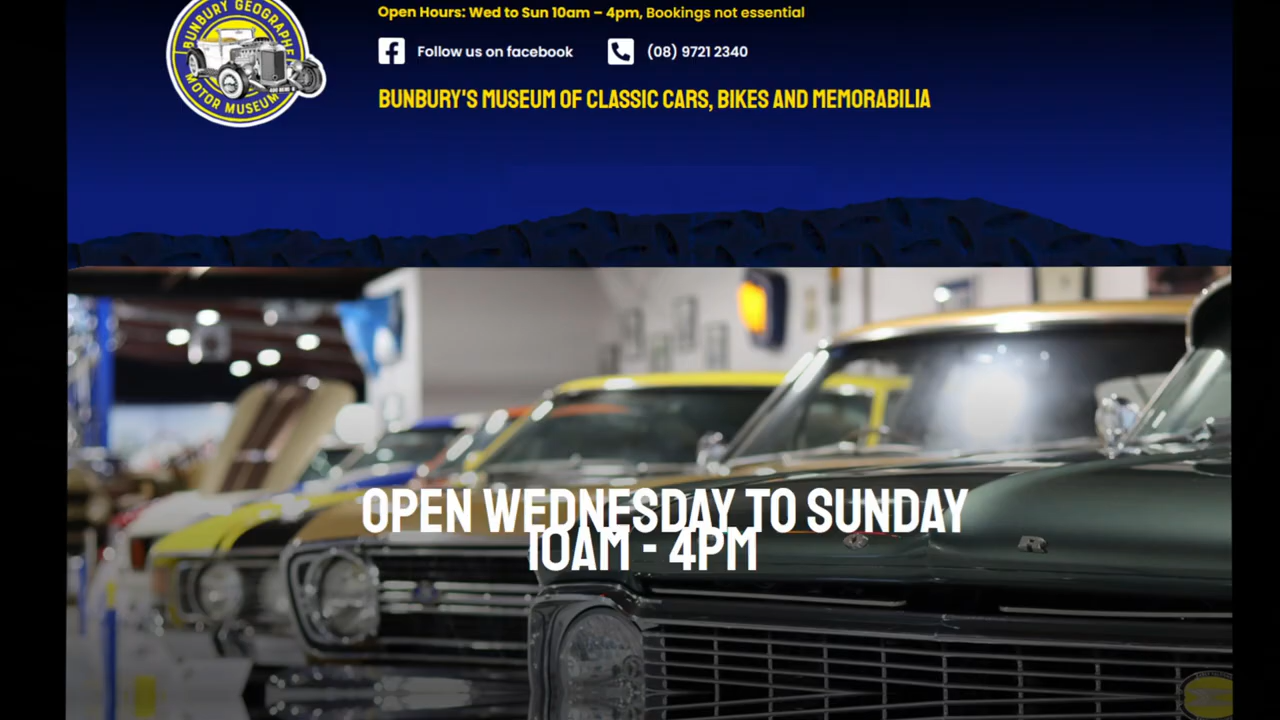 Open Hours: Wed to Sun 10am – 4pm, Bookings not essential
BUNBURY GEOGRAPHE
MOTOR MUSEUM
Follow us on facebook
(08) 9721 2340
BUNBURY'S MUSEUM OF CLASSIC CARS, BIKES AND MEMORABILIA
OPEN WEDNESDAY TO SUNDAY
10AM - 4PM
R